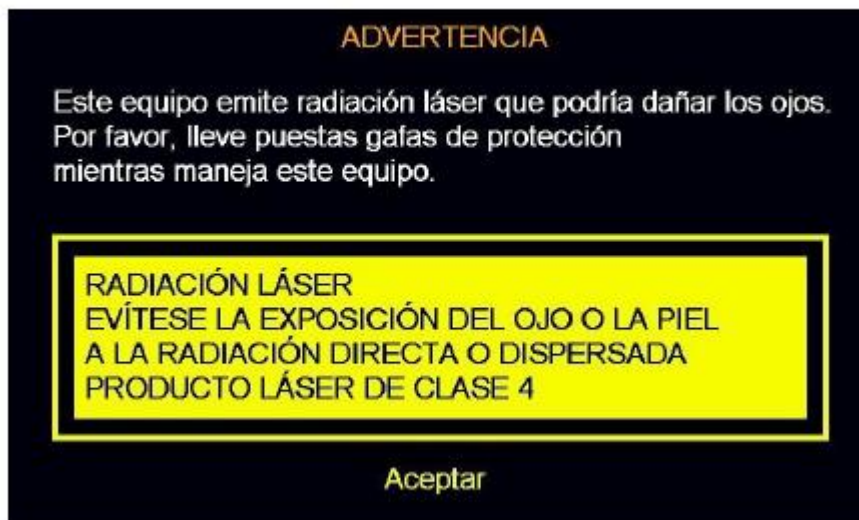 ADVERTENCIA
Este equipo emite radiación láser que podría dañar los ojos.
Por favor, lleve puestas gafas de protección
mientras maneja este equipo.
RADIACIÓN LÁSER
EVÍTESE LA EXPOSICIÓN DEL OJO O LA PIEL
A LA RADIACIÓN DIRECTA O DISPERSADA
PRODUCTO LÁSER DE CLASE 4
Aceptar